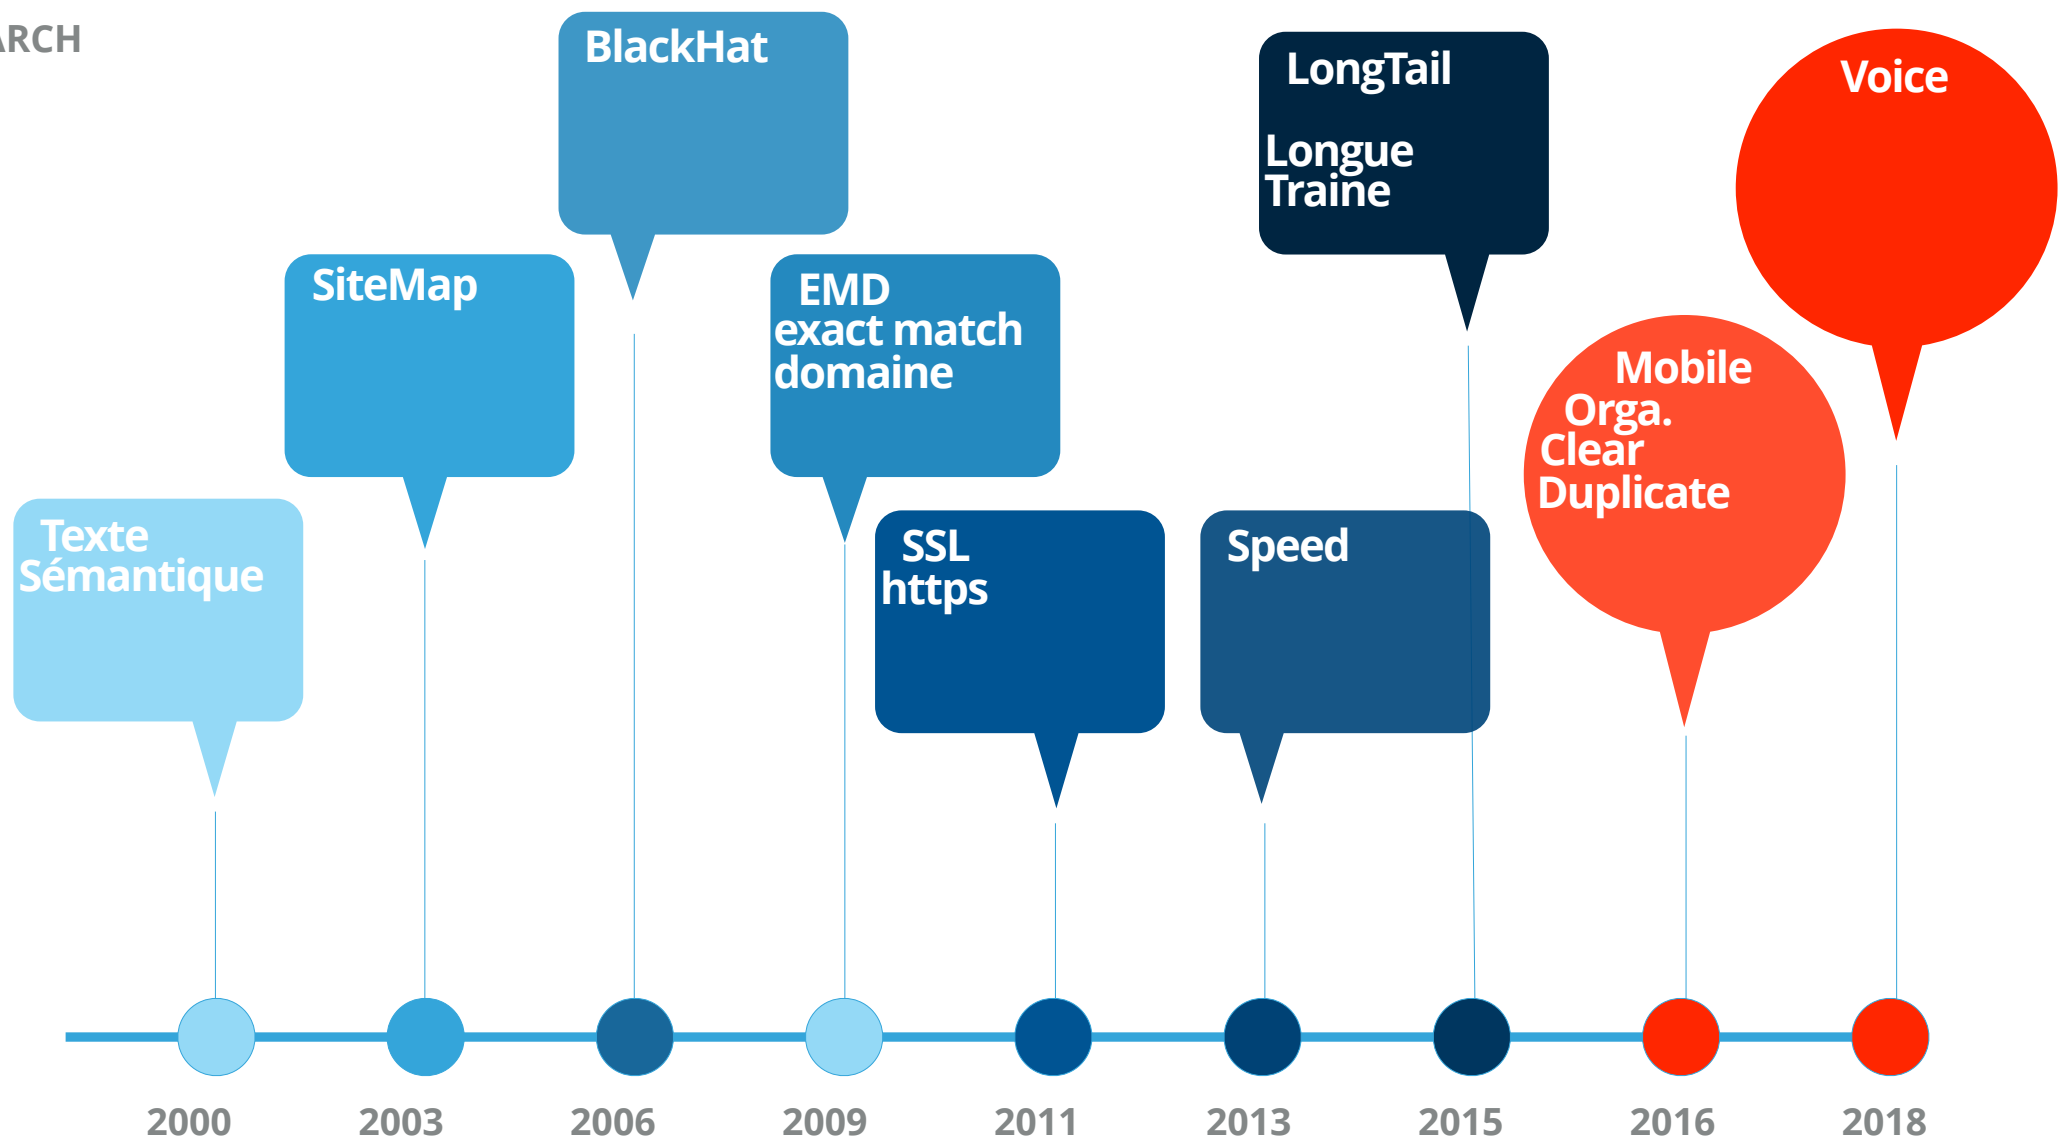 ARCH
BlackHat
LongTail
Longue
Traine
Voice
SiteMap
EMD
exact match
domaine
Mobile
Orga.
Clear
Duplicate
Texte
Sémantique
SSL
https
Speed
2000 2003 2006 2009 2011 2013 2015 2016 2018